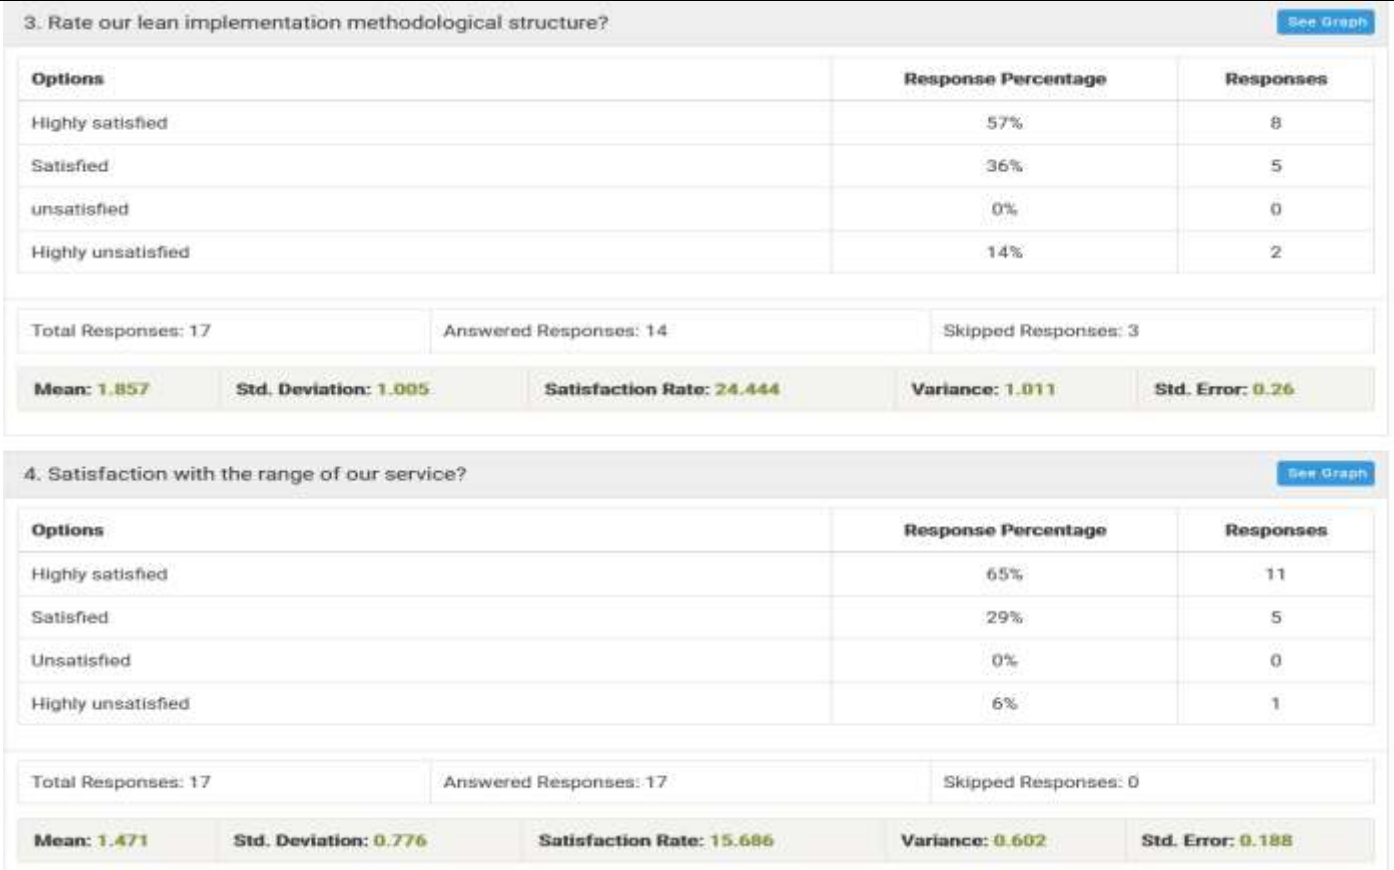 3. Rate our lean implementation methodological structure? See Graph
Options Response Percentage Responses
Highly satisfied 57% 8
Satisfied 36% 5
unsatisfied 0% 0
Highly unsatisfied 14% 2
Total Responses: 17 Answered Responses: 14 Skipped Responses: 3
Mean: 1.857 Std. Deviation: 1.005 Satisfaction Rate: 24.444 Variance: 1.011 Std. Error: 0.26
4. Satisfaction with the range of our service? See Graph
Options Response Percentage Responses
Highly satisfied 65% 11
Satisfied 29% 5
Unsatisfied 0% 0
Highly unsatisfied 6% 1
Total Responses: 17 Answered Responses: 17 Skipped Responses: 0
Mean: 1.471 Std. Deviation: 0.776 Satisfaction Rate: 15.686 Variance: 0.602 Std. Error: 0.188